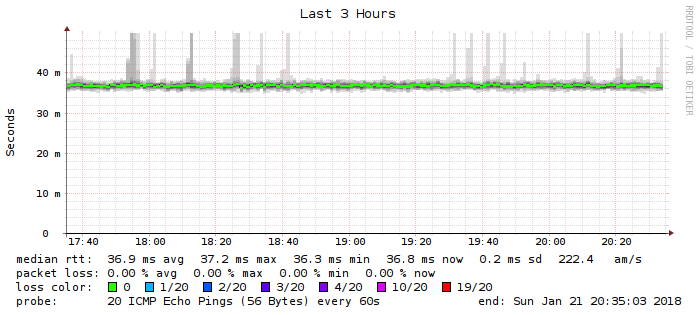 Last 3 Hours
RRDTOOL / TOBI OETIKER
Seconds
40 m
30 m
20 m
10 m
0
17:40 18:00 18:20 18:40 19:00 19:20 19:40 20:00 20:20
median rtt: 36.9 ms avg 37.2 ms max 36.3 ms min 36.8 ms now 0.2 ms sd 222.4 am/s
packet loss: 0.00 % avg 0.00 % max 0.00 % min 0.00 % now
loss color: 0 1/20 2/20 3/20 4/20 10/20 19/20
probe: 20 ICMP Echo Pings (56 Bytes) every 60s end: Sun Jan 21 20:35:03 2018